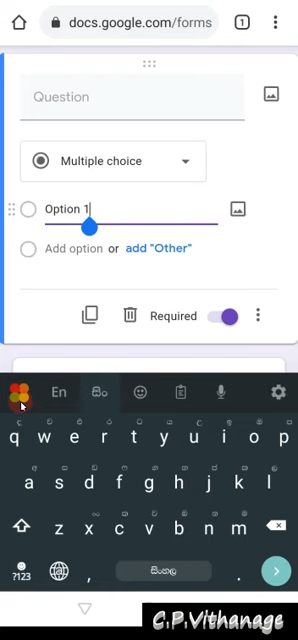 docs.google.com/forms
1
Question
Multiple choice
Option 1
Add option or add "Other"
Required
En සිං
q w e r t y u i o p
a s d f g h j k l
z x c v b n m
?123 , සිංහල .
C.P.Vithanage